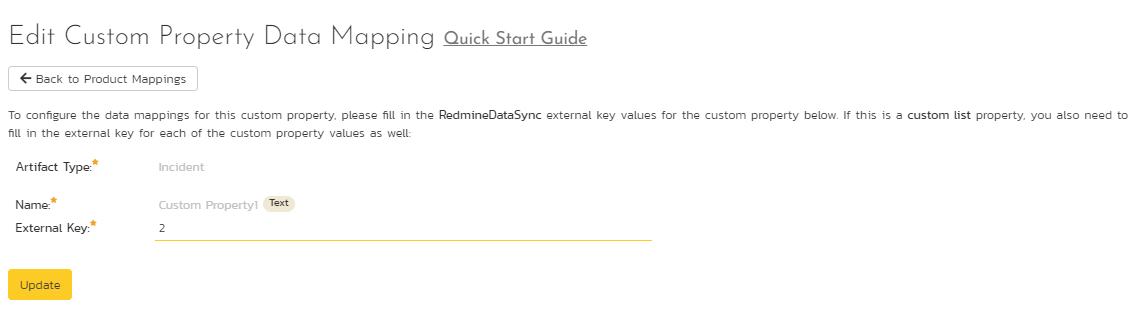 Edit Custom Property Data Mapping Quick Start Guide
← Back to Product Mappings
To configure the data mappings for this custom property, please fill in the RedmineDataSync external key values for the custom property below. If this is a custom list property, you also need to
fill in the external key for each of the custom property values as well:
Artifact Type:* Incident
Name:* Custom Property1 Text
External Key:* 2
Update